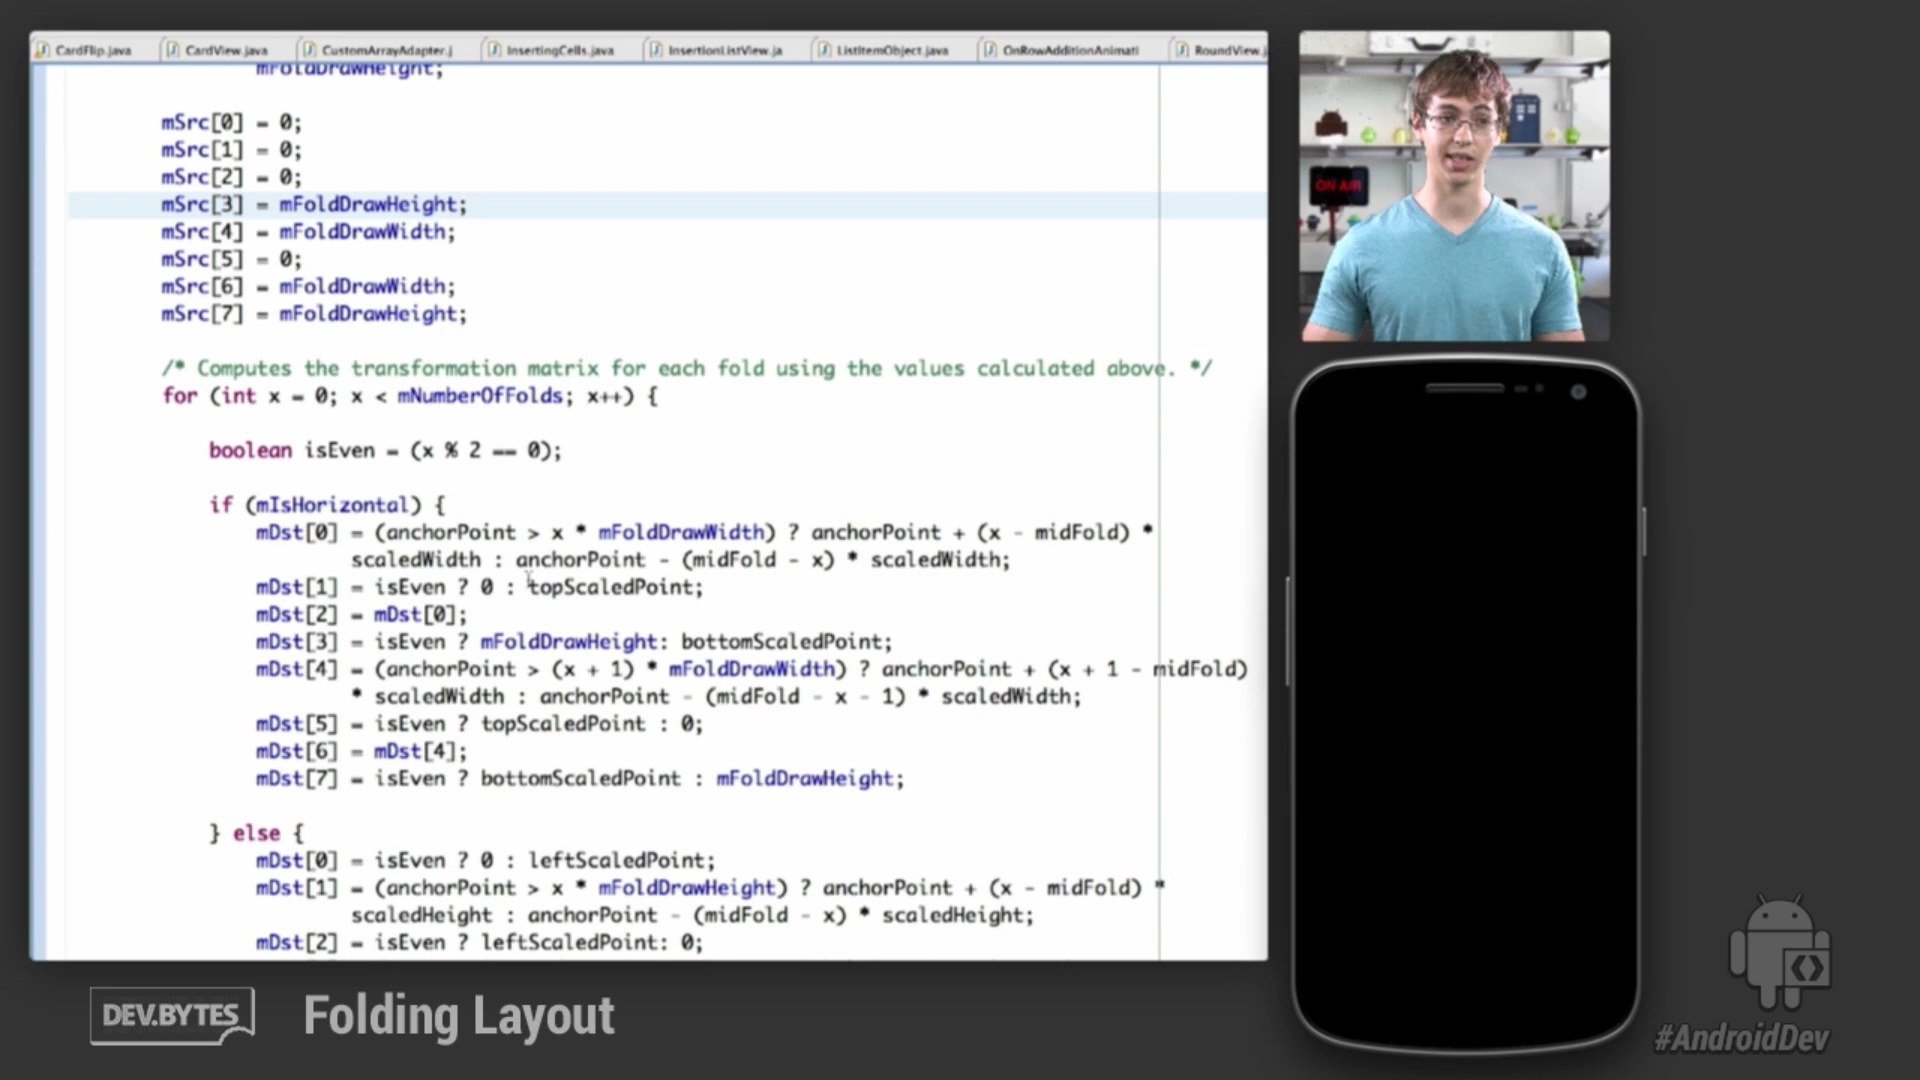 CardFlip.java CardView.java CustomArrayAdapter.j InsertingCells.java InsertionListView.ja ListItemObject.java OnRowAdditionAnimati RoundView.j
mFoldDrawHeight;
mSrc[0] = 0;
mSrc[1] = 0;
mSrc[2] = 0;
mSrc[3] = mFoldDrawHeight;
mSrc[4] = mFoldDrawWidth;
mSrc[5] = 0;
mSrc[6] = mFoldDrawWidth;
mSrc[7] = mFoldDrawHeight;
/* Computes the transformation matrix for each fold using the values calculated above. */
for (int x = 0; x < mNumberOfFolds; x++) {
boolean isEven = (x % 2 == 0);
if (mIsHorizontal) {
mDst[0] = (anchorPoint > x * mFoldDrawWidth) ? anchorPoint + (x - midFold) *
scaledWidth : anchorPoint - (midFold - x) * scaledWidth;
mDst[1] = isEven ? 0 : topScaledPoint;
mDst[2] = mDst[0];
mDst[3] = isEven ? mFoldDrawHeight: bottomScaledPoint;
mDst[4] = (anchorPoint > (x + 1) * mFoldDrawWidth) ? anchorPoint + (x + 1 - midFold)
* scaledWidth : anchorPoint - (midFold - x - 1) * scaledWidth;
mDst[5] = isEven ? topScaledPoint : 0;
mDst[6] = mDst[4];
mDst[7] = isEven ? bottomScaledPoint : mFoldDrawHeight;
} else {
mDst[0] = isEven ? 0 : leftScaledPoint;
mDst[1] = (anchorPoint > x * mFoldDrawHeight) ? anchorPoint + (x - midFold) *
scaledHeight : anchorPoint - (midFold - x) * scaledHeight;
mDst[2] = isEven ? leftScaledPoint: 0;
ON AIR
DEV.BYTES
Folding Layout
#AndroidDev